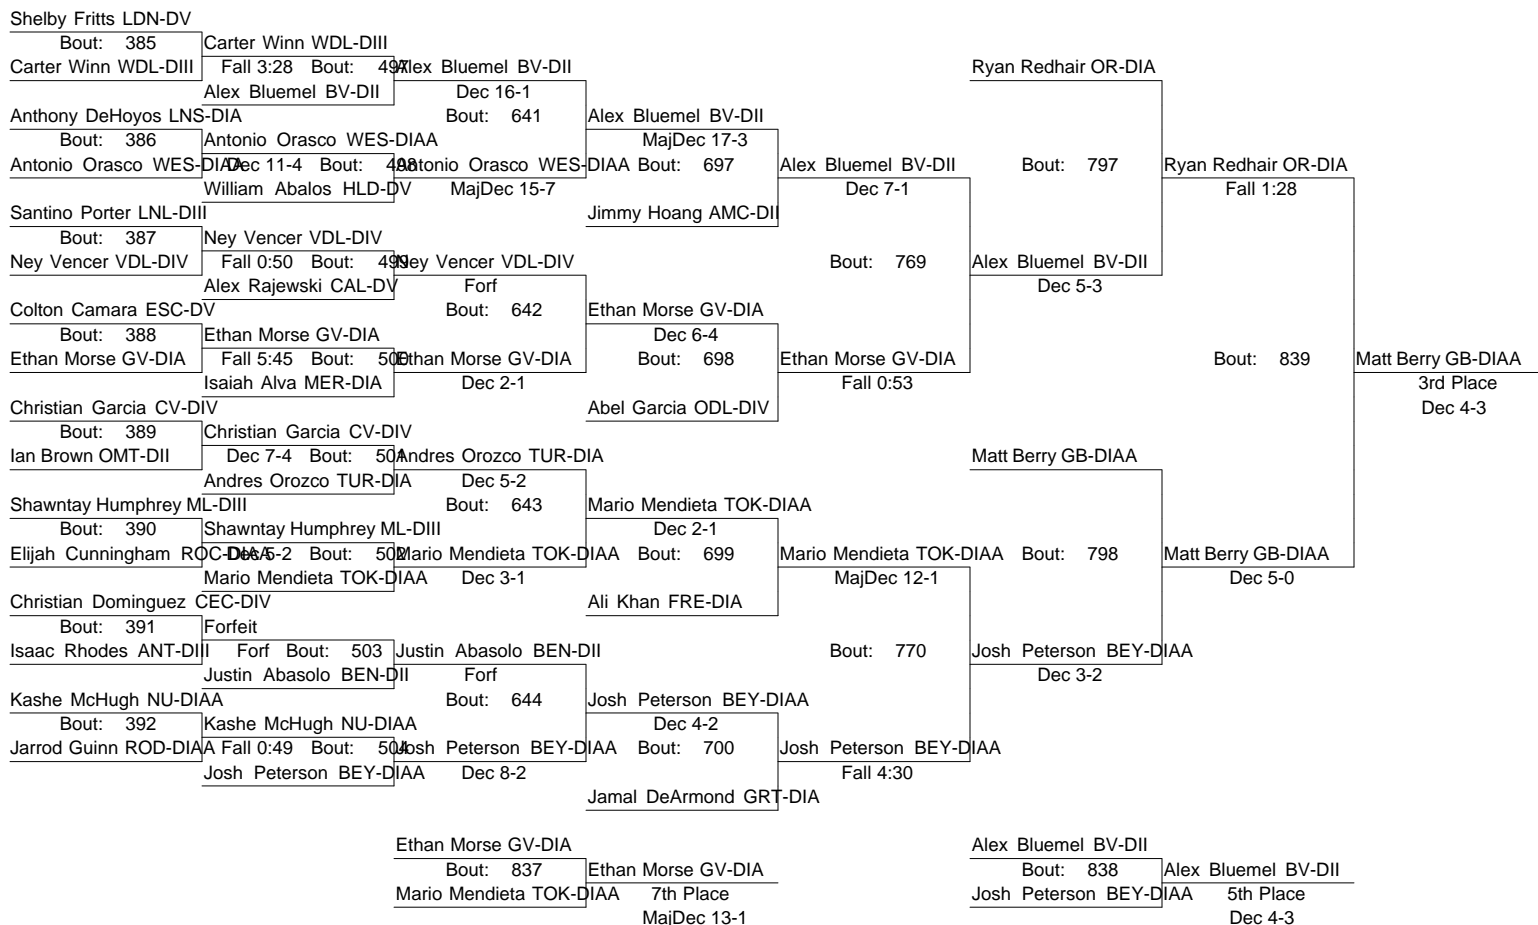 Shelby Fritts LDN-DV
Bout: 385 Carter Winn WDL-DIII
Carter Winn WDL-DIII Fall 3:28 Bout: 497 Alex Bluemel BV-DII Ryan Redhair OR-DIA
Alex Bluemel BV-DII Dec 16-1
Anthony DeHoyos LNS-DIA Bout: 641 Alex Bluemel BV-DII
Bout: 386 Antonio Orasco WES-DIAA MajDec 17-3
Antonio Orasco WES-DIAA Dec 11-4 Bout: 498 Antonio Orasco WES-DIAA Bout: 697 Alex Bluemel BV-DII Bout: 797 Ryan Redhair OR-DIA
William Abalos HLD-DV MajDec 15-7 Dec 7-1 Fall 1:28
Santino Porter LNL-DIII Jimmy Hoang AMC-DII
Bout: 387 Ney Vencer VDL-DIV
Ney Vencer VDL-DIV Fall 0:50 Bout: 499 Ney Vencer VDL-DIV Bout: 769 Alex Bluemel BV-DII
Alex Rajewski CAL-DV Forf Dec 5-3
Colton Camara ESC-DV Bout: 642 Ethan Morse GV-DIA
Bout: 388 Ethan Morse GV-DIA Dec 6-4
Ethan Morse GV-DIA Fall 5:45 Bout: 500 Ethan Morse GV-DIA Bout: 698 Ethan Morse GV-DIA Bout: 839 Matt Berry GB-DIAA
Isaiah Alva MER-DIA Dec 2-1 Fall 0:53 3rd Place
Christian Garcia CV-DIV Abel Garcia ODL-DIV Dec 4-3
Bout: 389 Christian Garcia CV-DIV
Ian Brown OMT-DII Dec 7-4 Bout: 501 Andres Orozco TUR-DIA Matt Berry GB-DIAA
Andres Orozco TUR-DIA Dec 5-2
Shawntay Humphrey ML-DIII Bout: 643 Mario Mendieta TOK-DIAA
Bout: 390 Shawntay Humphrey ML-DIII Dec 2-1
Elijah Cunningham ROC-DIAA Dec 5-2 Bout: 502 Mario Mendieta TOK-DIAA Bout: 699 Mario Mendieta TOK-DIAA Bout: 798 Matt Berry GB-DIAA
Mario Mendieta TOK-DIAA Dec 3-1 MajDec 12-1 Dec 5-0
Christian Dominguez CEC-DIV Ali Khan FRE-DIA
Bout: 391 Forfeit
Isaac Rhodes ANT-DIII Forf Bout: 503 Justin Abasolo BEN-DII Bout: 770 Josh Peterson BEY-DIAA
Justin Abasolo BEN-DII Forf Dec 3-2
Kashe McHugh NU-DIAA Bout: 644 Josh Peterson BEY-DIAA
Bout: 392 Kashe McHugh NU-DIAA Dec 4-2
Jarrod Guinn ROD-DIAA Fall 0:49 Bout: 504 Josh Peterson BEY-DIAA Bout: 700 Josh Peterson BEY-DIAA
Josh Peterson BEY-DIAA Dec 8-2 Fall 4:30
Jamal DeArmond GRT-DIA
Ethan Morse GV-DIA Alex Bluemel BV-DII
Bout: 837 Ethan Morse GV-DIA Bout: 838 Alex Bluemel BV-DII
Mario Mendieta TOK-DIAA 7th Place Josh Peterson BEY-DIAA 5th Place
MajDec 13-1 Dec 4-3